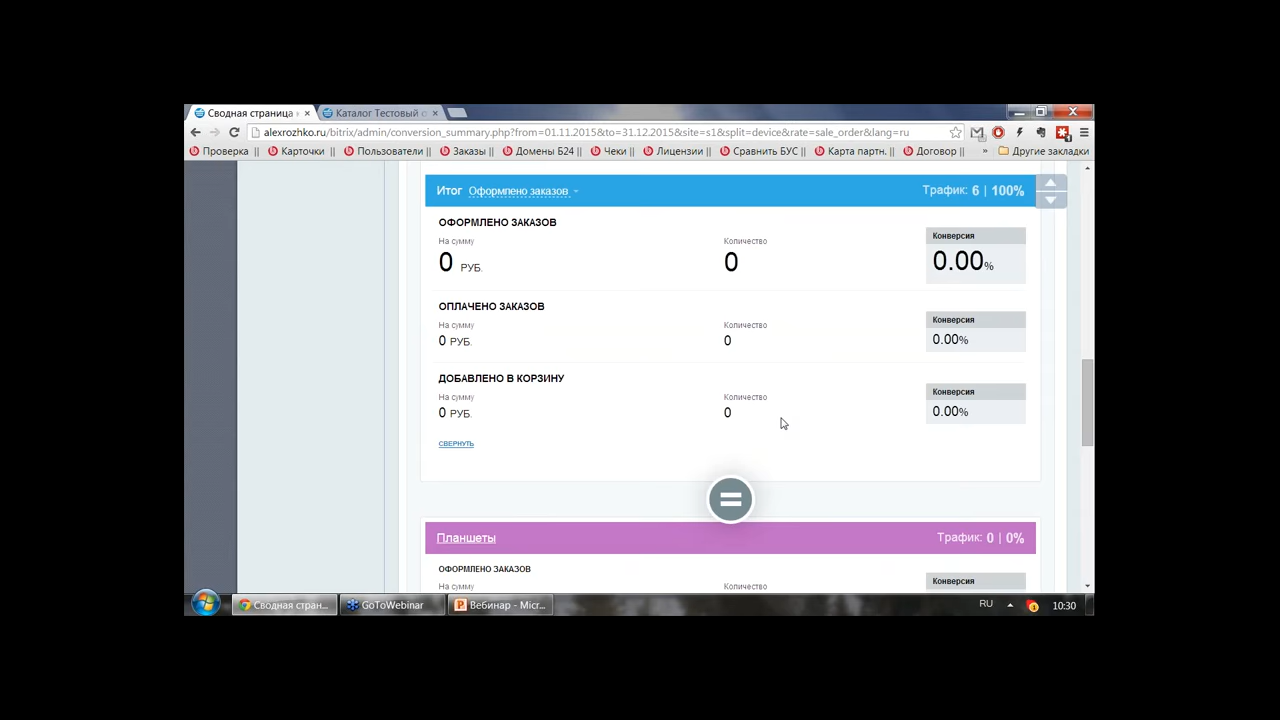 Сводная страница
Каталог Тестовый
alexrozhko.ru/bitrix/admin/conversion_summary.php?from=01.11.2015&to=31.12.2015&site=s1&split=device&rate=sale_order&lang=ru
Проверка || Карточки || Пользователи || Заказы || Домены Б24 || Чеки || Лицензии || Сравнить БУС || Карта партн. || Договор || » Другие закладки
Итог Оформлено заказов Трафик: 6 | 100%
ОФОРМЛЕНО ЗАКАЗОВ
На сумму Количество Конверсия
0 РУБ. 0 0.00%
ОПЛАЧЕНО ЗАКАЗОВ
На сумму Количество Конверсия
0 РУБ. 0 0.00%
ДОБАВЛЕНО В КОРЗИНУ
На сумму Количество Конверсия
0 РУБ. 0 0.00%
СВЕРНУТЬ
Планшеты Трафик: 0 | 0%
ОФОРМЛЕНО ЗАКАЗОВ
На сумму Количество Конверсия
Сводная стран... GoToWebinar Вебинар - Micr... RU 10:30